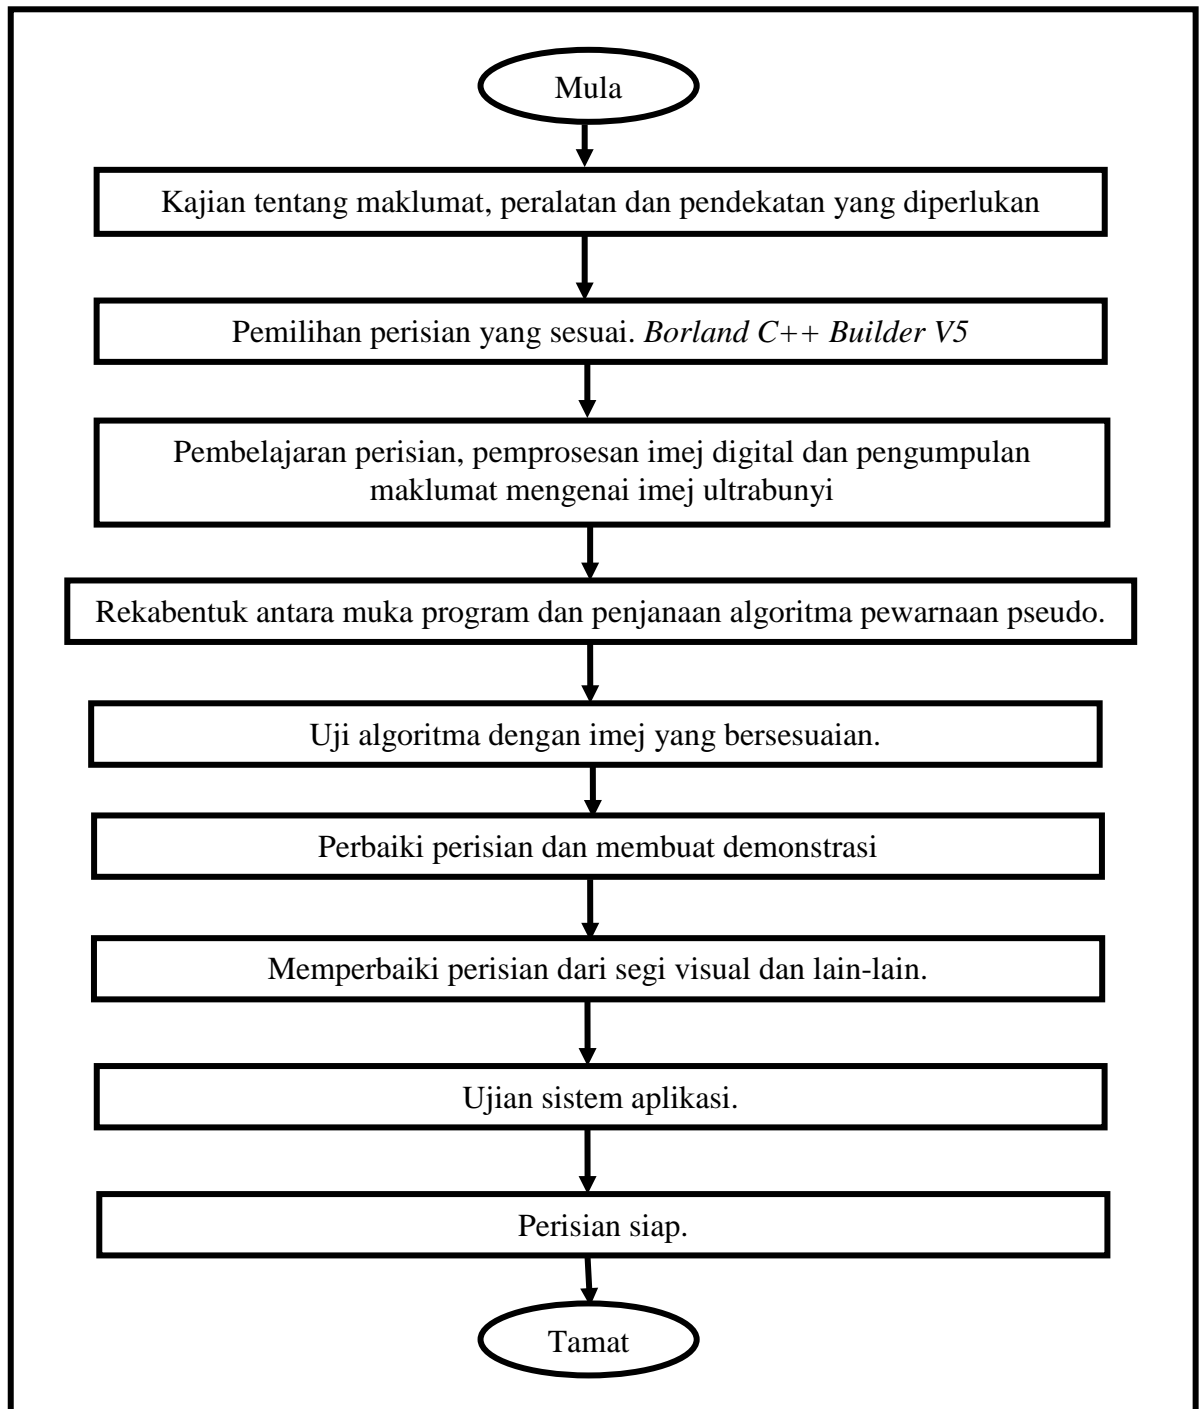 Mula
Kajian tentang maklumat, peralatan dan pendekatan yang diperlukan
Pemilihan perisian yang sesuai. Borland C++ Builder V5
Pembelajaran perisian, pemprosesan imej digital dan pengumpulan
maklumat mengenai imej ultrabunyi
Rekabentuk antara muka program dan penjanaan algoritma pewarnaan pseudo.
Uji algoritma dengan imej yang bersesuaian.
Perbaiki perisian dan membuat demonstrasi
Memperbaiki perisian dari segi visual dan lain-lain.
Ujian sistem aplikasi.
Perisian siap.
Tamat